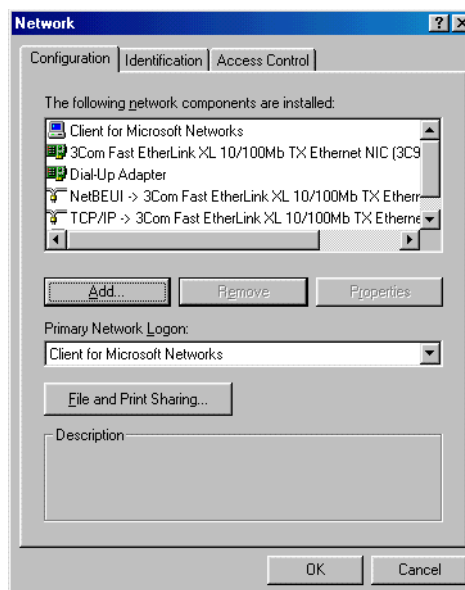 Network
Configuration Identification Access Control
The following network components are installed:
Client for Microsoft Networks
3Com Fast EtherLink XL 10/100Mb TX Ethernet NIC (3C9
Dial-Up Adapter
NetBEUI -> 3Com Fast EtherLink XL 10/100Mb TX Ethern
TCP/IP -> 3Com Fast EtherLink XL 10/100Mb TX Etherne
Add... Remove Properties
Primary Network Logon:
Client for Microsoft Networks
File and Print Sharing...
Description
OK Cancel